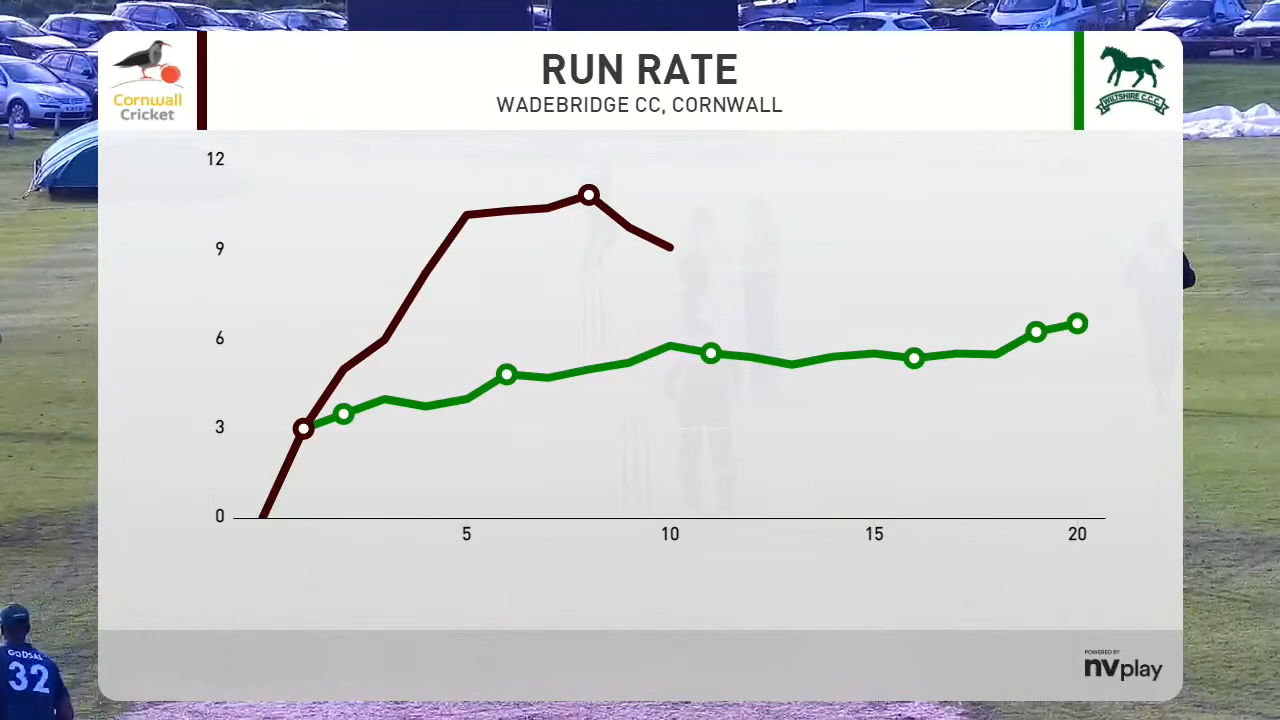 RUN RATE
WADEBRIDGE CC, CORNWALL
Cornwall
Cricket
WILTSHIRE C.C.C
12
9
6
3
0
5
10
15
20
GODSAL
32
POWERED BY
nvplay